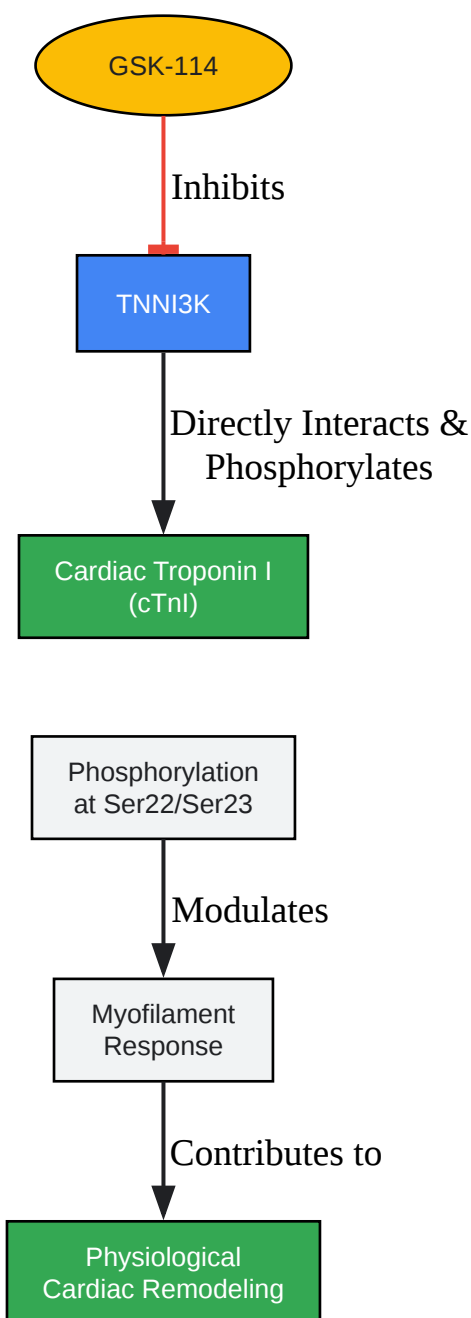 GSK-114
Inhibits
TNNI3K
Directly Interacts &
Phosphorylates
Cardiac Troponin I
(cTnI)
Phosphorylation
at Ser22/Ser23
Modulates
Myofilament
Response
Contributes to
Physiological
Cardiac Remodeling